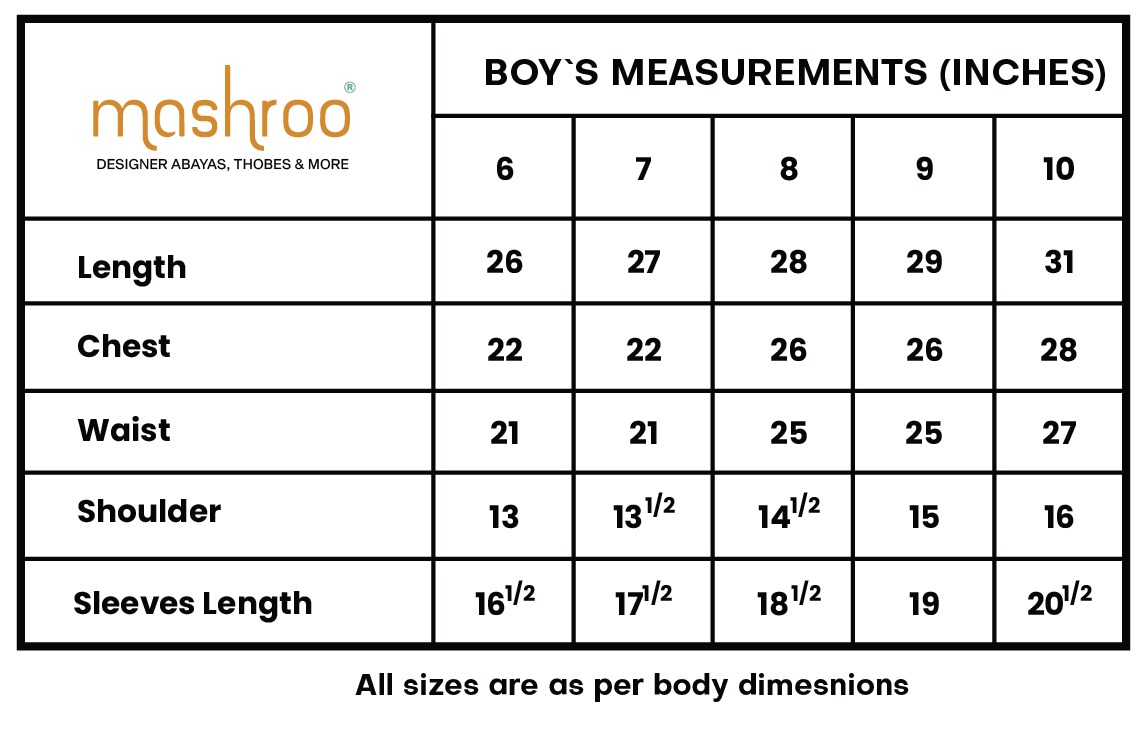 mashroo®
DESIGNER ABAYAS, THOBES & MORE
BOY`S MEASUREMENTS (INCHES)
6 7 8 9 10
Length 26 27 28 29 31
Chest 22 22 26 26 28
Waist 21 21 25 25 27
Shoulder 13 13 1/2 14 1/2 15 16
Sleeves Length 16 1/2 17 1/2 18 1/2 19 20 1/2
All sizes are as per body dimesnions